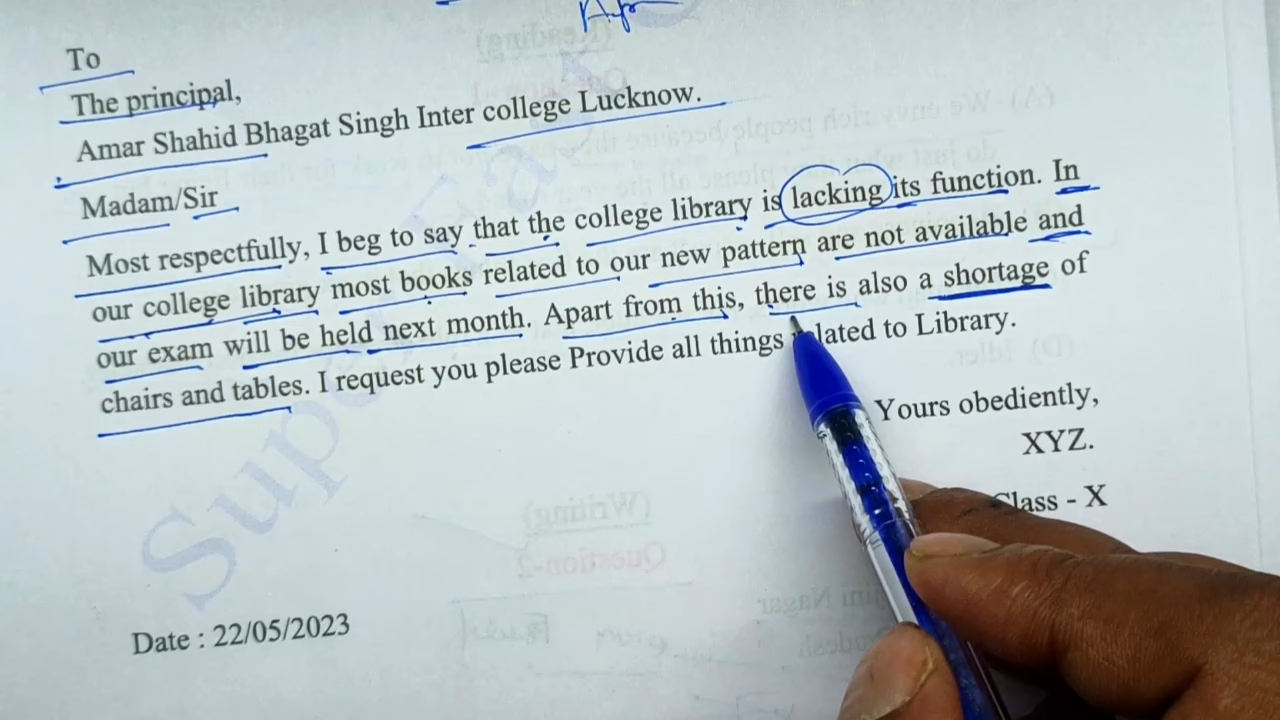 To
The principal,
Amar Shahid Bhagat Singh Inter college Lucknow.
Madam/Sir
Most respectfully, I beg to say that the college library is lacking its function. In
our college library most books related to our new pattern are not available and
our exam will be held next month. Apart from this, there is also a shortage of
chairs and tables. I request you please Provide all things related to Library.
Yours obediently,
XYZ.
Class - X
Date : 22/05/2023